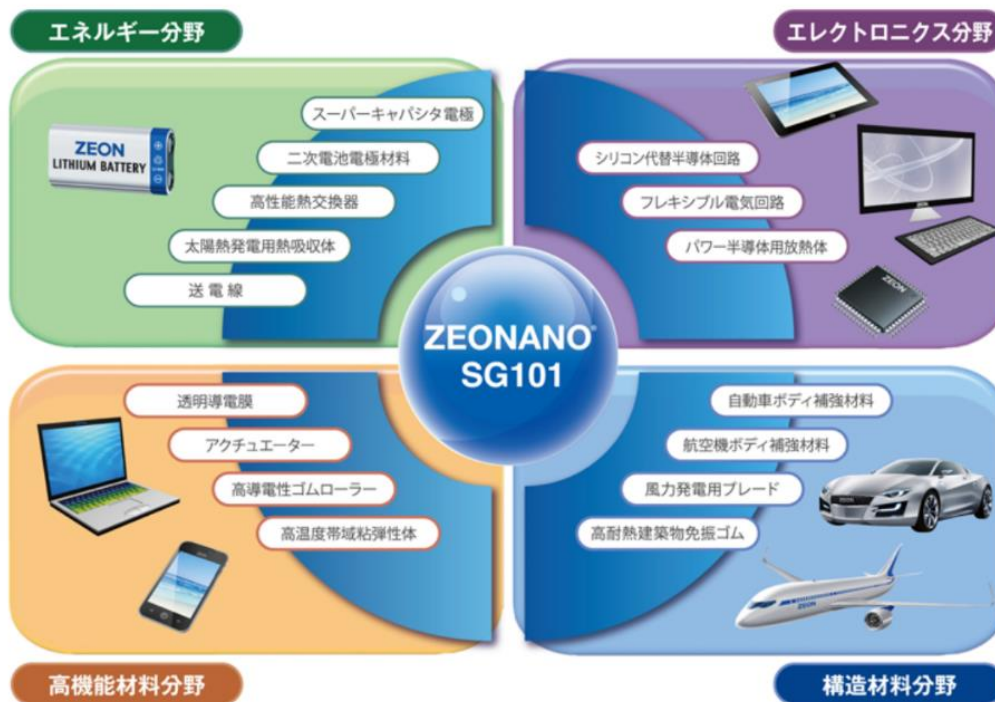 エネルギー分野
スーパーキャパシタ電極
二次電池電極材料
高性能熱交換器
太陽熱発電用熱吸収体
送電線
ZEON
LITHIUM BATTERY
エレクトロニクス分野
シリコン代替半導体回路
フレキシブル電気回路
パワー半導体用放熱体
ZEON
ZEONANO®
SG101
透明導電膜
アクチュエーター
高導電性ゴムローラー
高温度帯域粘弾性体
高機能材料分野
自動車ボディ補強材料
航空機ボディ補強材料
風力発電用ブレード
高耐熱建築物免振ゴム
ZEON
ZEON
構造材料分野